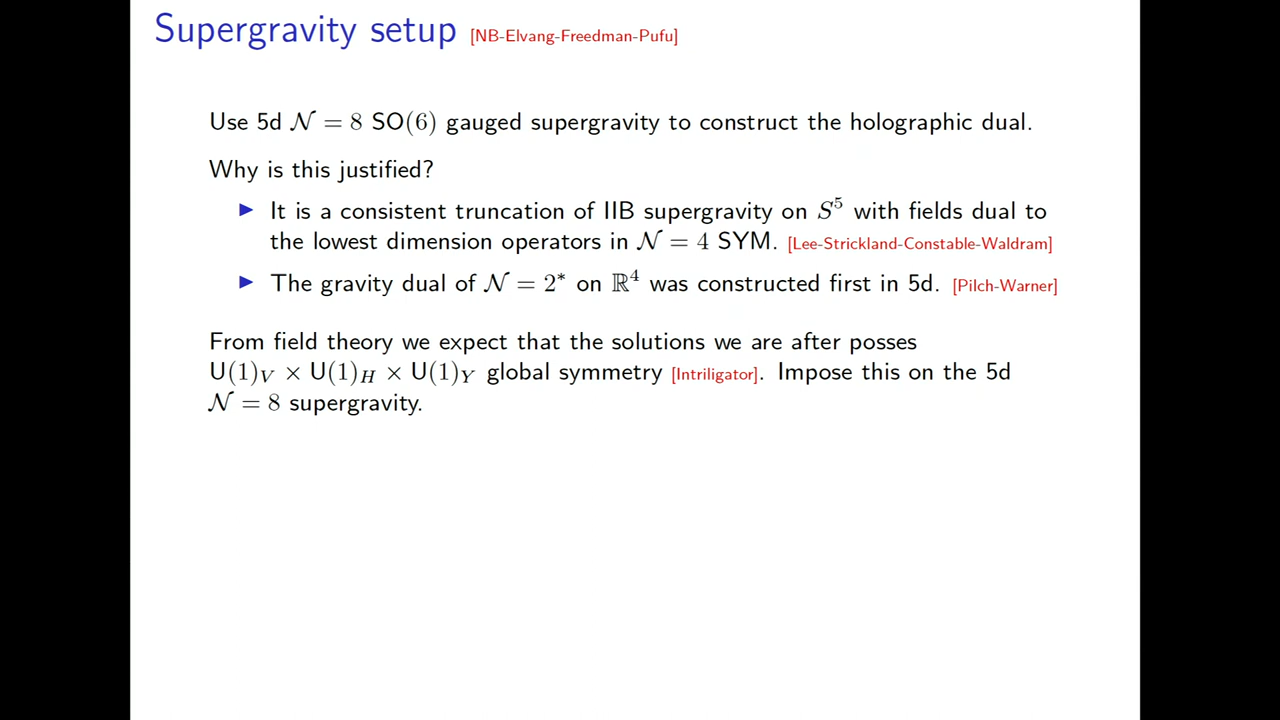 Supergravity setup [NB-Elvang-Freedman-Pufu]
Use 5d 𝒩 = 8 SO(6) gauged supergravity to construct the holographic dual.
Why is this justified?
▶ It is a consistent truncation of IIB supergravity on S⁵ with fields dual to
the lowest dimension operators in 𝒩 = 4 SYM. [Lee-Strickland-Constable-Waldram]
▶ The gravity dual of 𝒩 = 2* on ℝ⁴ was constructed first in 5d. [Pilch-Warner]
From field theory we expect that the solutions we are after posses
U(1)_V × U(1)_H × U(1)_Y global symmetry [Intriligator]. Impose this on the 5d
𝒩 = 8 supergravity.